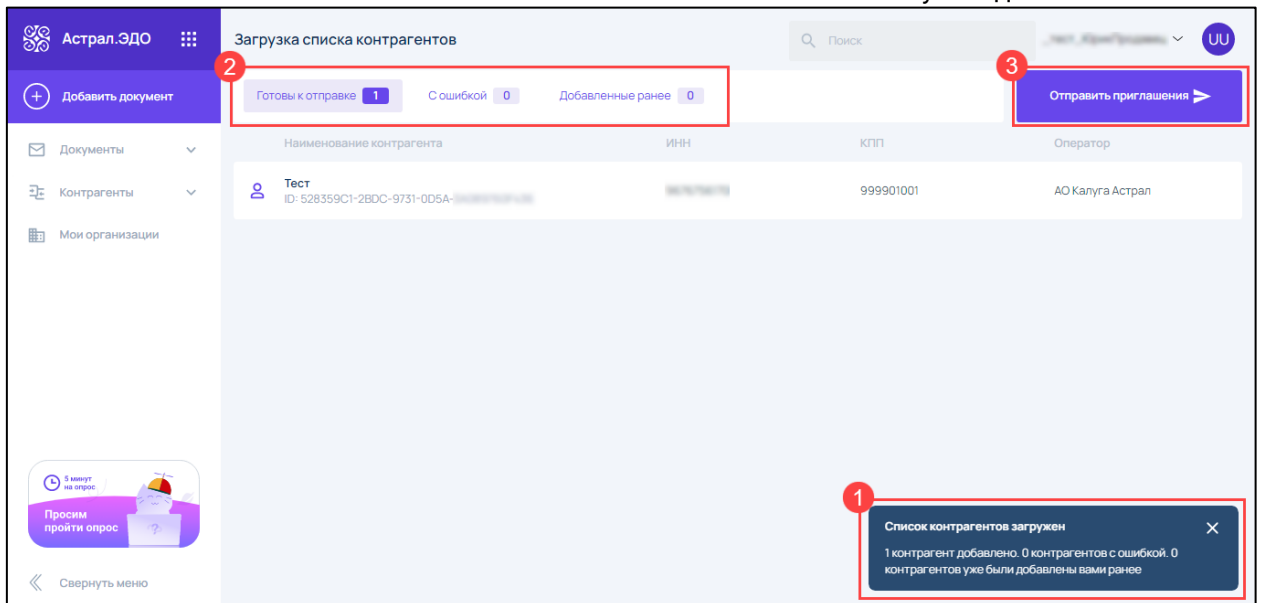 Астрал.ЭДО
Загрузка списка контрагентов
Поиск
UU
2
3
Добавить документ
Готовы к отправке 1
С ошибкой 0
Добавленные ранее 0
Отправить приглашения
Документы
Наименование контрагента
ИНН
КПП
Оператор
Контрагенты
Тест
ID: 528359C1-2BDC-9731-0D5A-
999901001
АО Калуга Астрал
Мои организации
5 минут
на опрос
Просим
пройти опрос
?
1
Список контрагентов загружен
1 контрагент добавлено. 0 контрагентов с ошибкой. 0
контрагентов уже были добавлены вами ранее
Свернуть меню